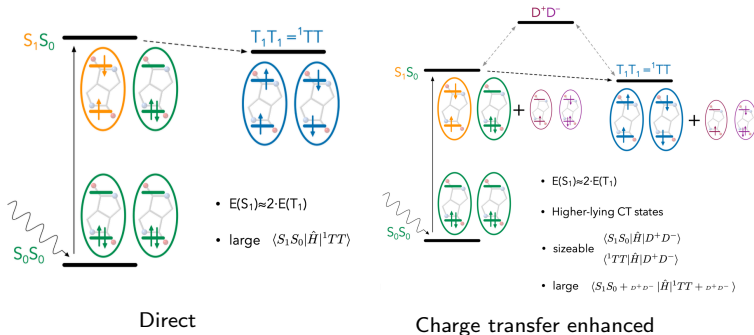 S₁S₀
T₁T₁ = ¹TT
S₀S₀
• E(S₁)≈2·E(T₁)
• large ⟨S₁S₀|Ĥ|¹TT⟩
Direct
D⁺D⁻
S₁S₀
T₁T₁ = ¹TT
+
+
S₀S₀
• E(S₁)≈2·E(T₁)
• Higher-lying CT states
• sizeable ⟨S₁S₀|Ĥ|D⁺D⁻⟩
⟨¹TT|Ĥ|D⁺D⁻⟩
• large ⟨S₁S₀ + D⁺D⁻ |Ĥ|¹TT + D⁺D⁻ ⟩
Charge transfer enhanced